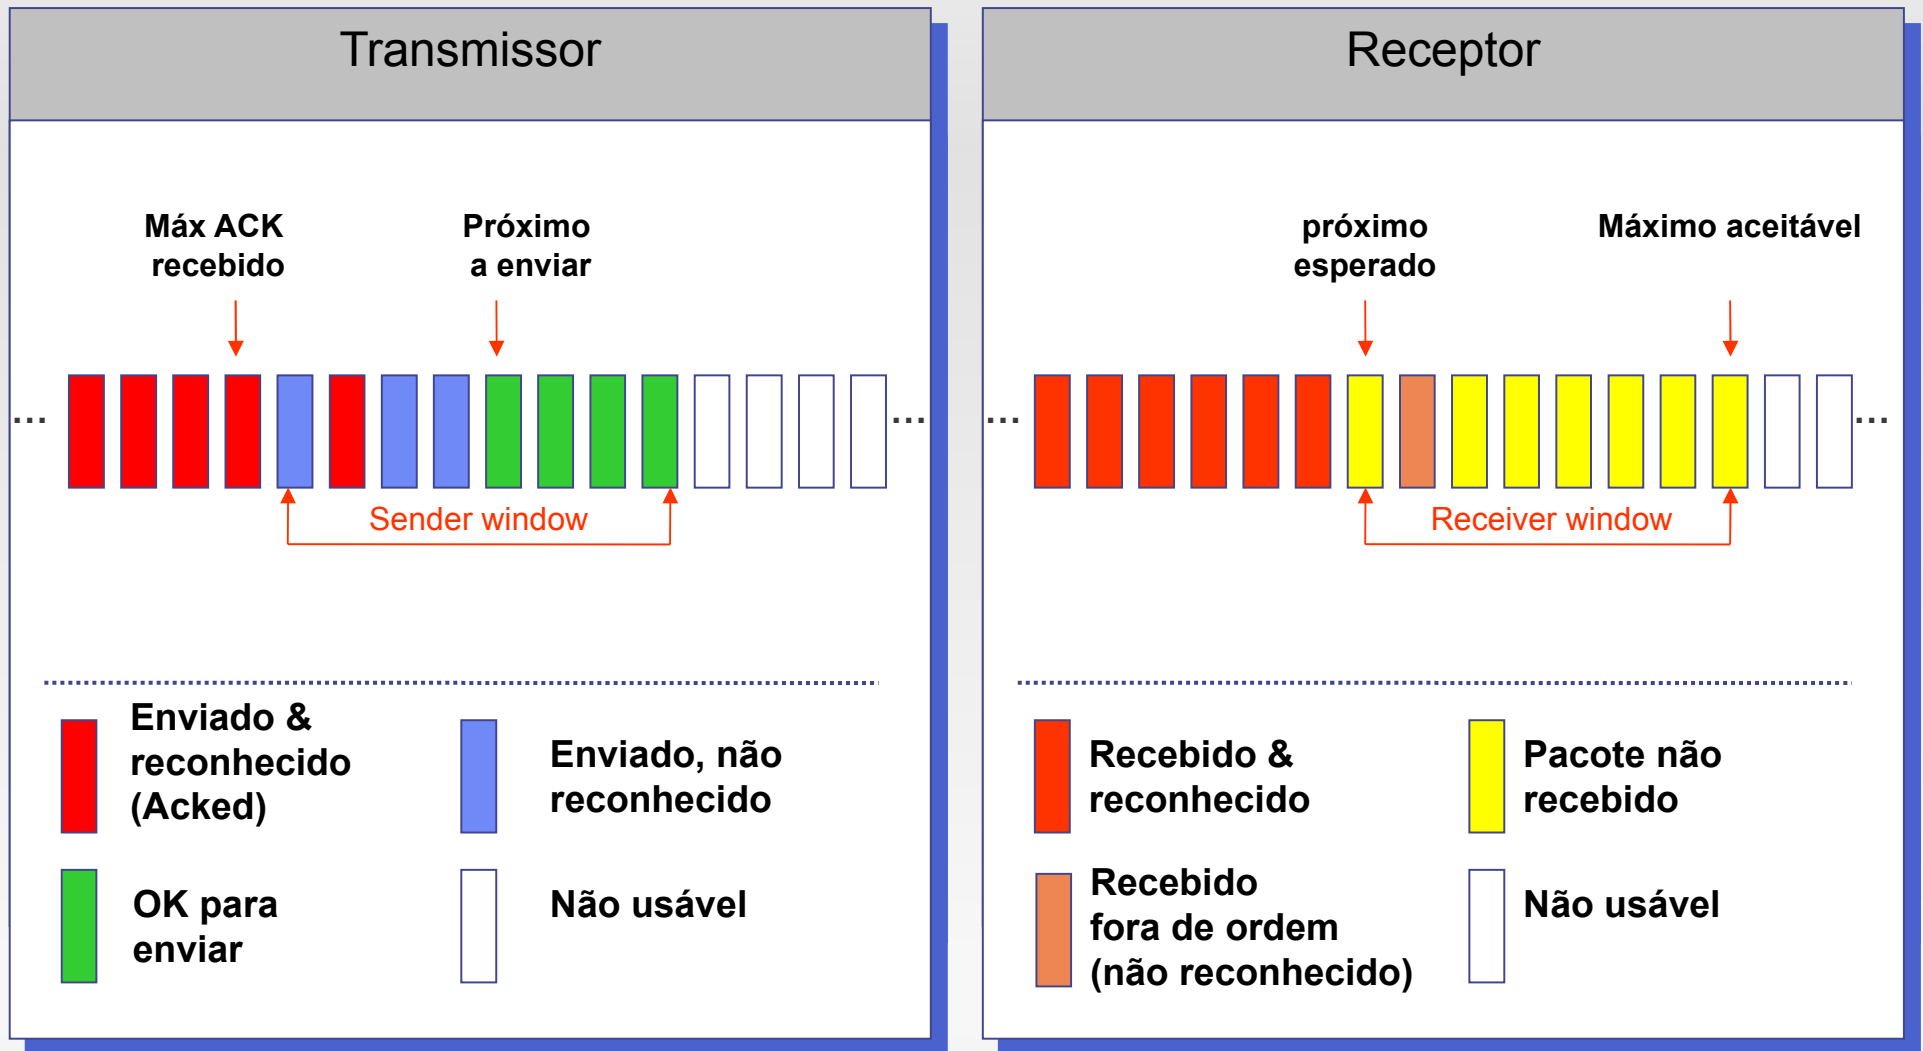 Transmissor
Máx ACK
recebido
Próximo
a enviar
...
...
Sender window
Enviado &
reconhecido
(Acked)
Enviado, não
reconhecido
OK para
enviar
Não usável
Receptor
próximo
esperado
Máximo aceitável
...
...
Receiver window
Recebido &
reconhecido
Pacote não
recebido
Recebido
fora de ordem
(não reconhecido)
Não usável